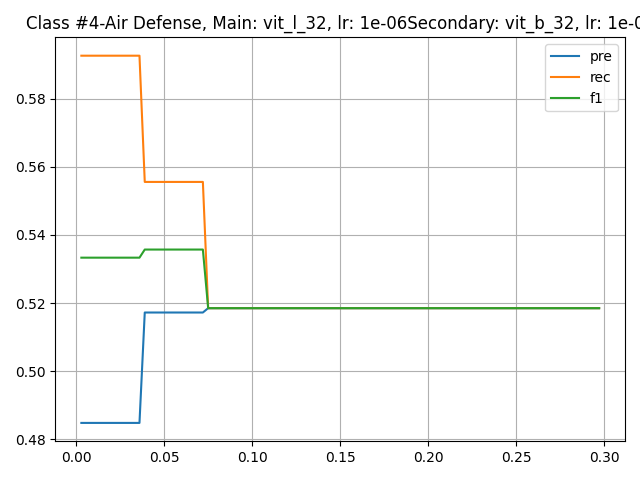 Class #4-Air Defense, Main: vit_l_32, lr: 1e-06Secondary: vit_b_32, lr: 1e-0
pre
rec
f1
0.58
0.56
0.54
0.52
0.50
0.48
0.00 0.05 0.10 0.15 0.20 0.25 0.30